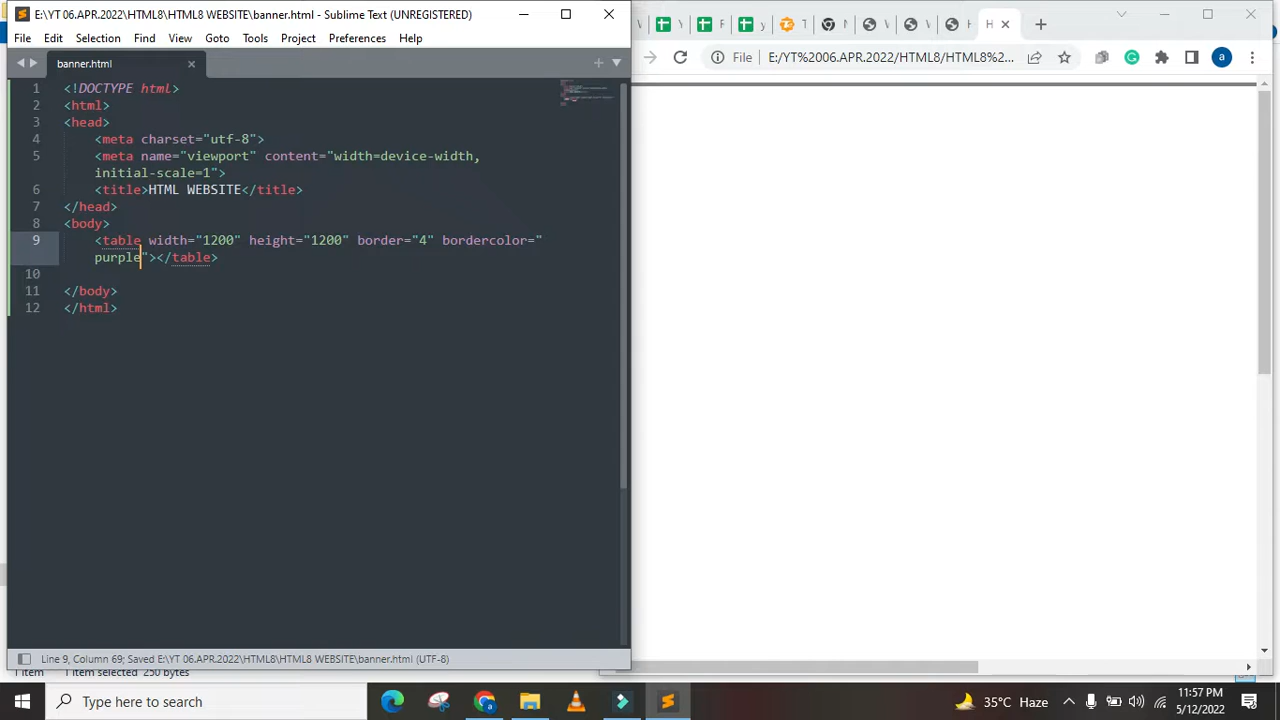 E:\YT 06.APR.2022\HTML8\HTML8 WEBSITE\banner.html - Sublime Text (UNREGISTERED)
File Edit Selection Find View Goto Tools Project Preferences Help
banner.html
1 <!DOCTYPE html>
2 <html>
3 <head>
4 <meta charset="utf-8">
5 <meta name="viewport" content="width=device-width,
initial-scale=1">
6 <title>HTML WEBSITE</title>
7 </head>
8 <body>
9 <table width="1200" height="1200" border="4" bordercolor="
purple"></table>
10
11 </body>
12 </html>
Line 9, Column 69; Saved E:\YT 06.APR.2022\HTML8\HTML8 WEBSITE\banner.html (UTF-8)
File E:/YT%2006.APR.2022/HTML8/HTML8%2... a
1 item selected 250 bytes
Type here to search
35°C Haze
11:57 PM
5/12/2022